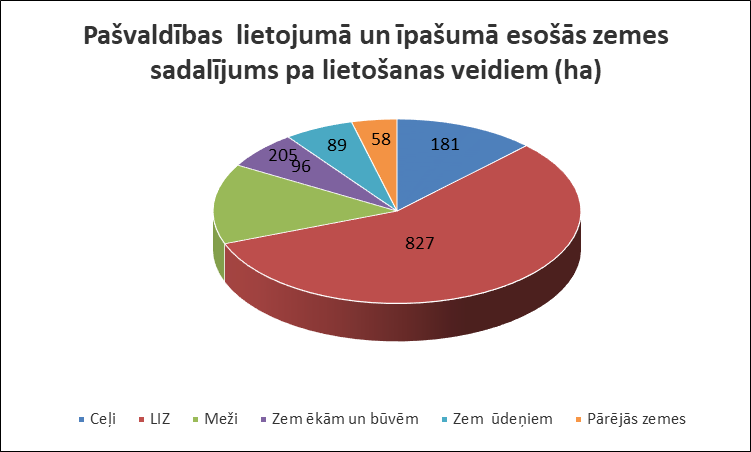 Pašvaldības lietojumā un īpašumā esošās zemes
sadalījums pa lietošanas veidiem (ha)
181
827
205
96
89
58
Ceļi LIZ Meži Zem ēkām un būvēm Zem ūdeņiem Pārējās zemes